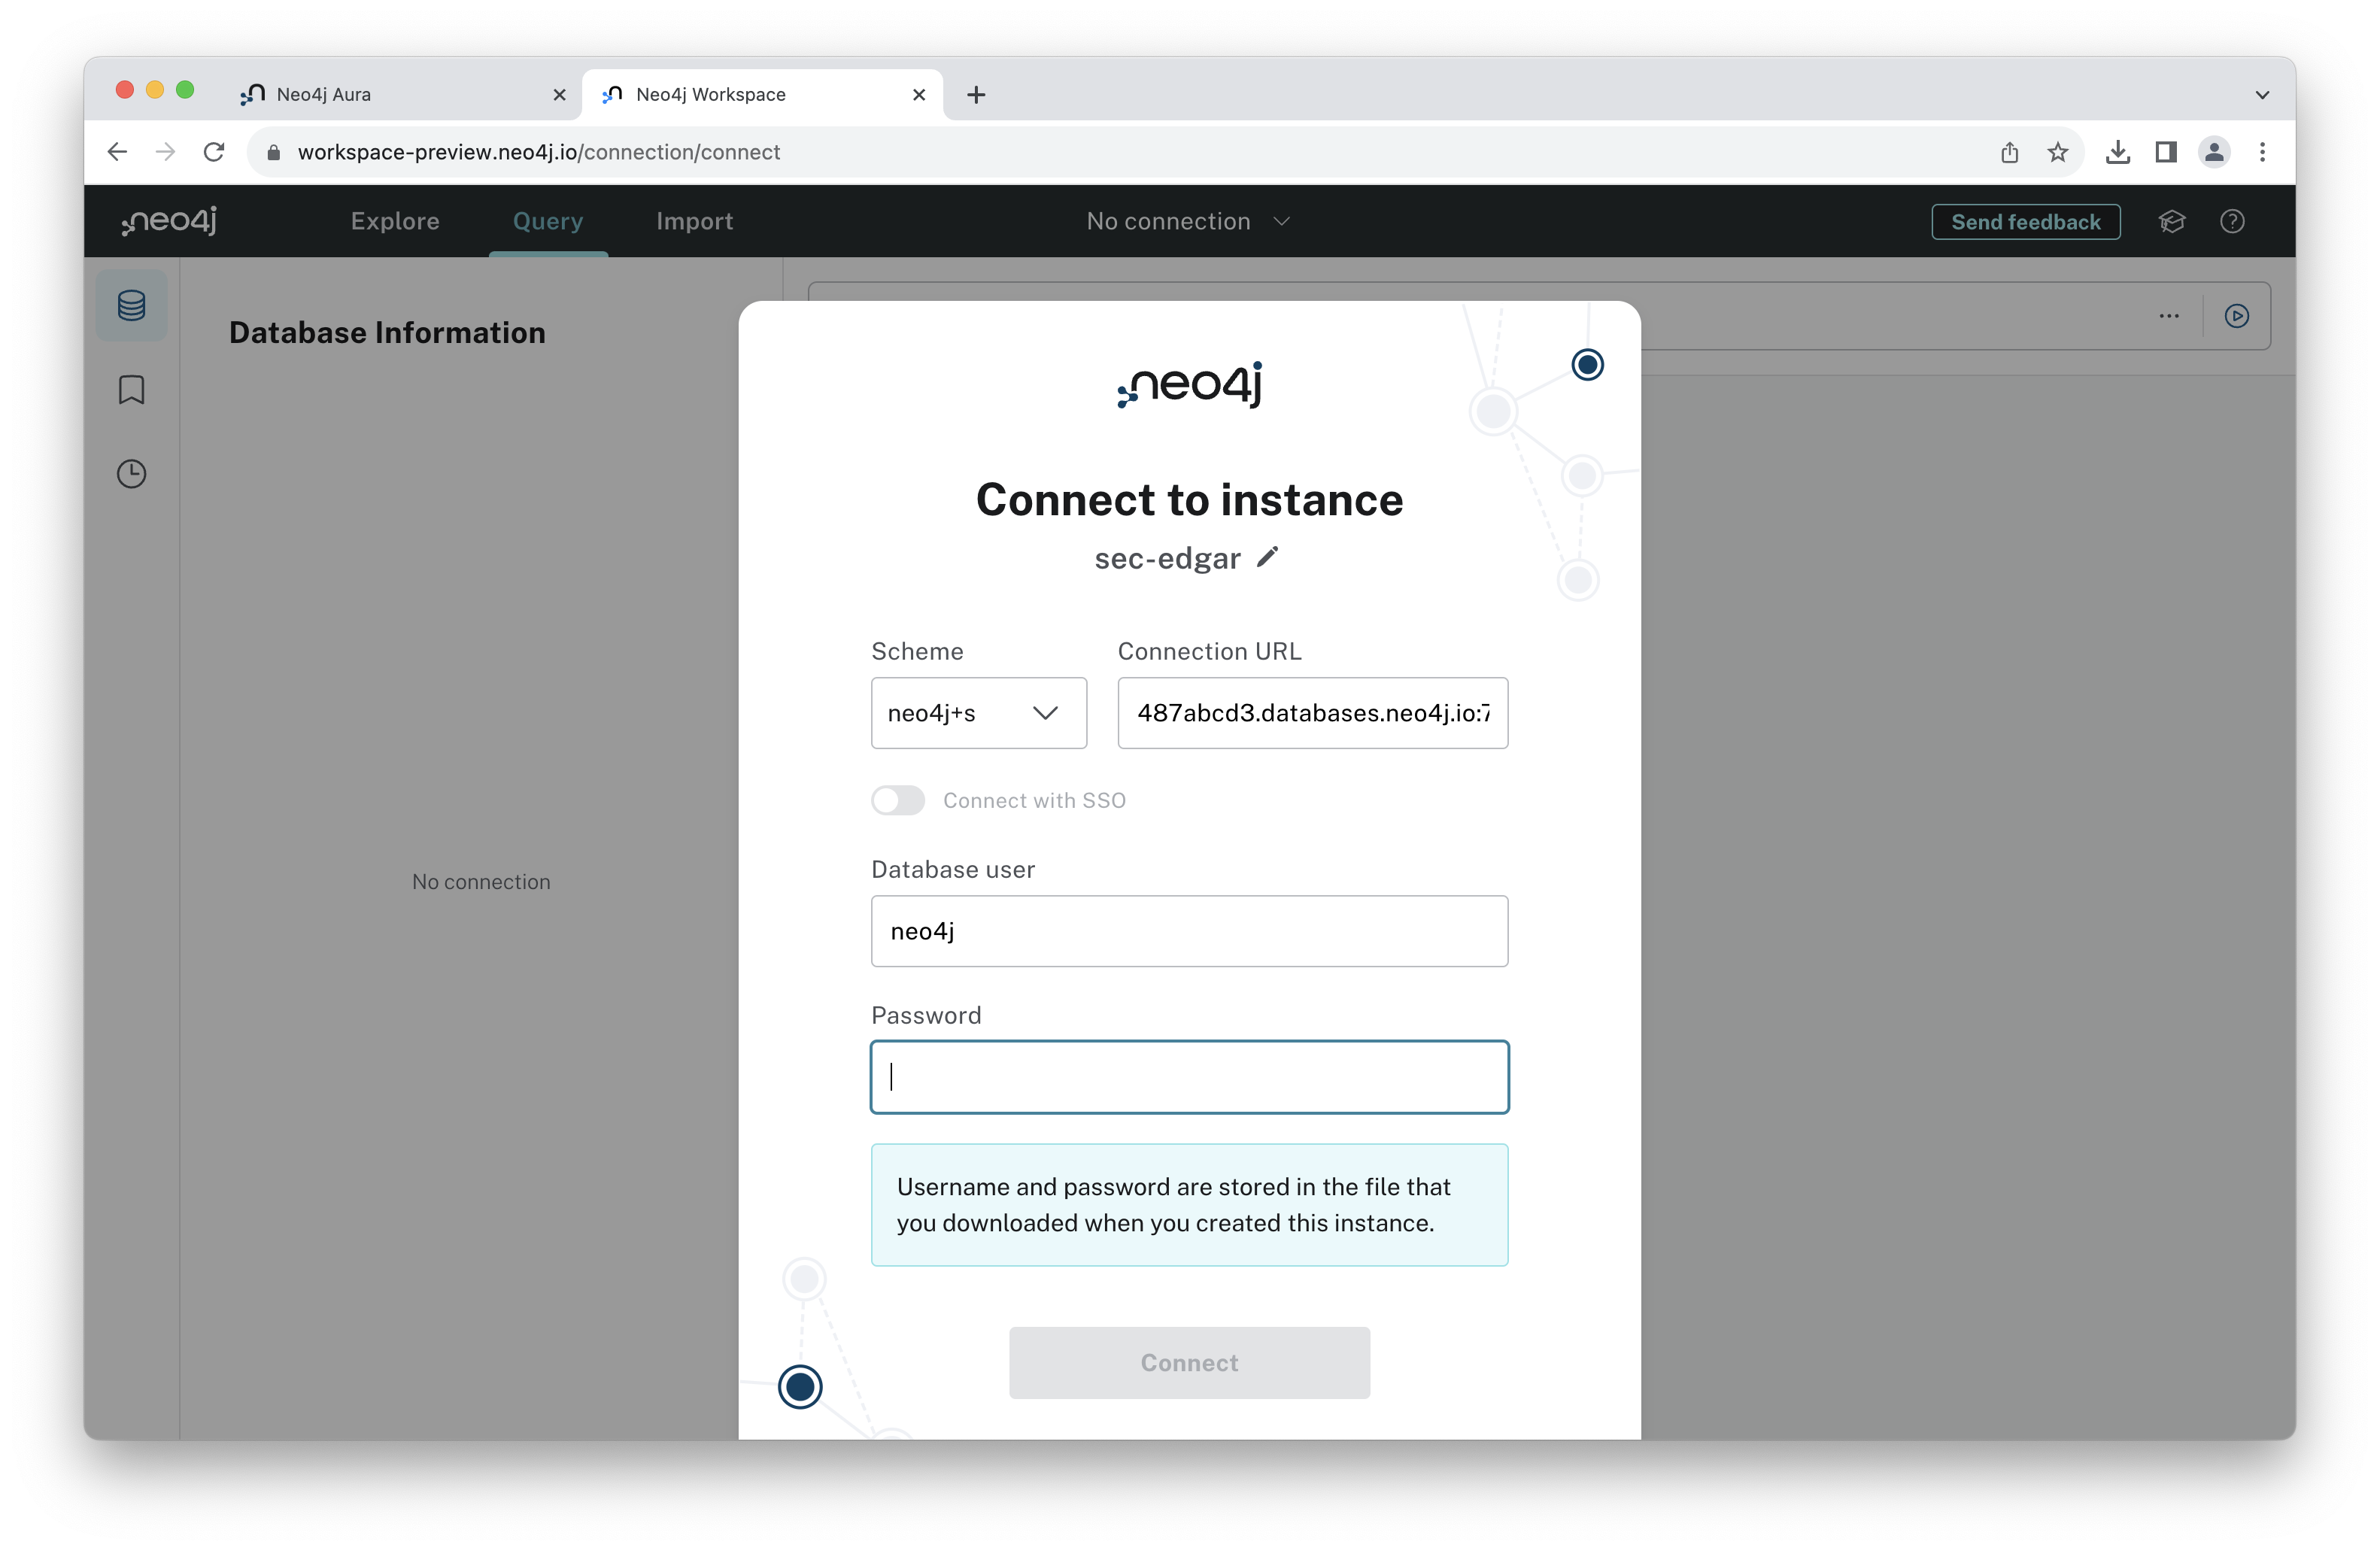 Neo4j Aura
Neo4j Workspace
workspace-preview.neo4j.io/connection/connect
neo4j
Explore
Query
Import
No connection
Send feedback
Database Information
No connection
neo4j
Connect to instance
sec-edgar
Scheme
Connection URL
neo4j+s
487abcd3.databases.neo4j.io:7
Connect with SSO
Database user
neo4j
Password
Username and password are stored in the file that
you downloaded when you created this instance.
Connect